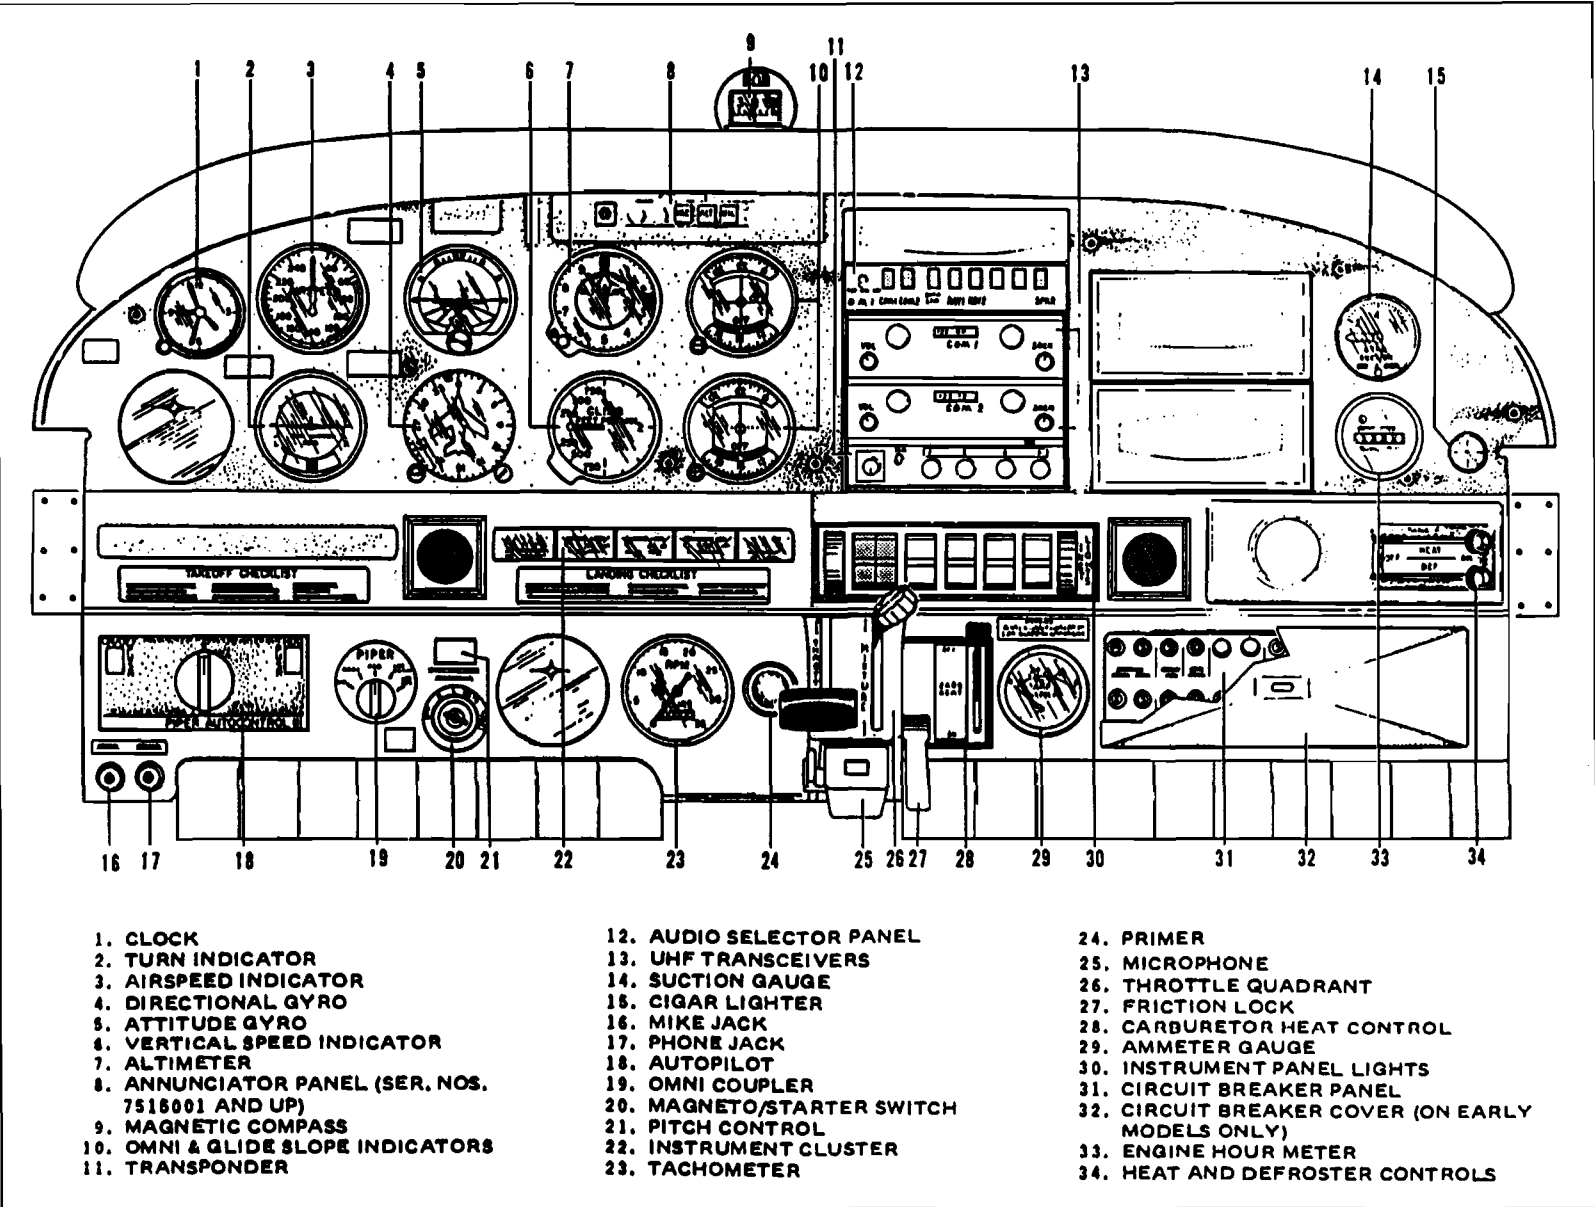 9
11
1 2 3 4 5 6 7 8 10 12 13 14 15
COM 1
VOL
COM 2
VOL
TAKEOFF CHECKLIST
LANDING CHECKLIST
HEAT
DEF
PIPER
RPM
PIPER AUTOCONTROL III
16 17 18 19 20 21 22 23 24 25 26 27 28 29 30 31 32 33 34
1. CLOCK
2. TURN INDICATOR
3. AIRSPEED INDICATOR
4. DIRECTIONAL GYRO
5. ATTITUDE GYRO
6. VERTICAL SPEED INDICATOR
7. ALTIMETER
8. ANNUNCIATOR PANEL (SER. NOS.
7515001 AND UP)
9. MAGNETIC COMPASS
10. OMNI & GLIDE SLOPE INDICATORS
11. TRANSPONDER
12. AUDIO SELECTOR PANEL
13. UHF TRANSCEIVERS
14. SUCTION GAUGE
15. CIGAR LIGHTER
16. MIKE JACK
17. PHONE JACK
18. AUTOPILOT
19. OMNI COUPLER
20. MAGNETO/STARTER SWITCH
21. PITCH CONTROL
22. INSTRUMENT CLUSTER
23. TACHOMETER
24. PRIMER
25. MICROPHONE
26. THROTTLE QUADRANT
27. FRICTION LOCK
28. CARBURETOR HEAT CONTROL
29. AMMETER GAUGE
30. INSTRUMENT PANEL LIGHTS
31. CIRCUIT BREAKER PANEL
32. CIRCUIT BREAKER COVER (ON EARLY
MODELS ONLY)
33. ENGINE HOUR METER
34. HEAT AND DEFROSTER CONTROLS